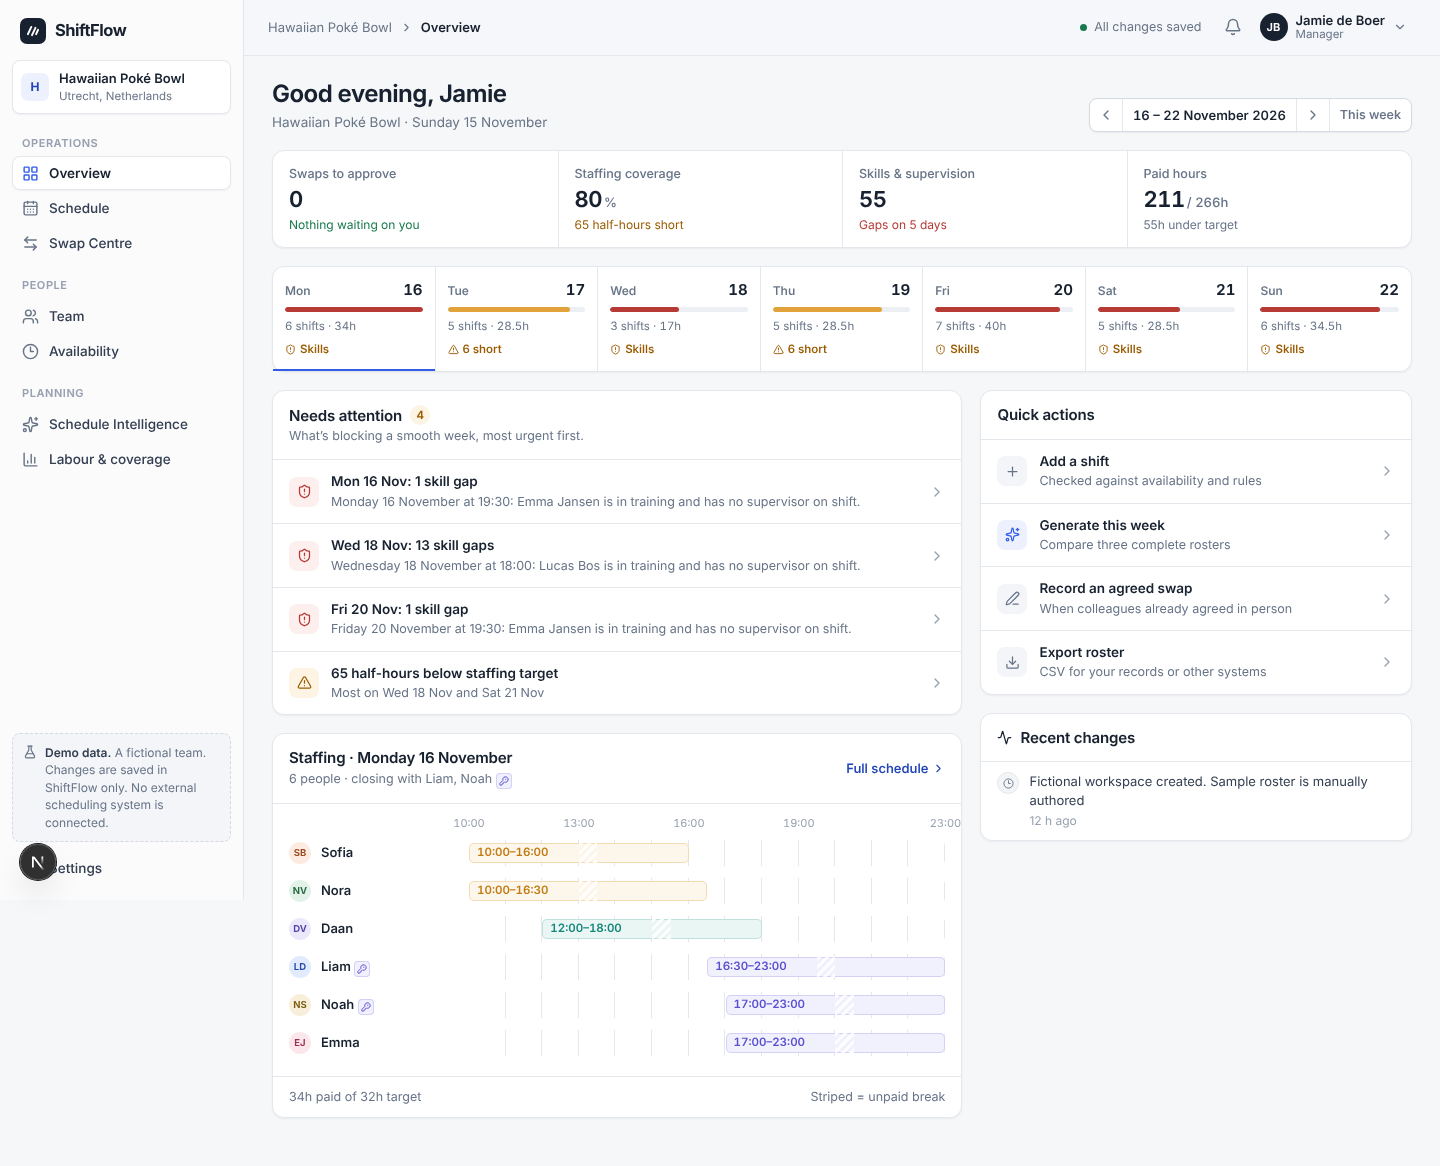 ShiftFlow
H
Hawaiian Poké Bowl
Utrecht, Netherlands
OPERATIONS
Overview
Schedule
Swap Centre
PEOPLE
Team
Availability
PLANNING
Schedule Intelligence
Labour & coverage
Demo data. A fictional team.
Changes are saved in
ShiftFlow only. No external
scheduling system is
connected.
N
ettings
Hawaiian Poké Bowl > Overview
All changes saved
JB
Jamie de Boer
Manager
Good evening, Jamie
Hawaiian Poké Bowl · Sunday 15 November
16 – 22 November 2026
This week
Swaps to approve
0
Nothing waiting on you
Staffing coverage
80%
65 half-hours short
Skills & supervision
55
Gaps on 5 days
Paid hours
211 / 266h
55h under target
Mon 16
6 shifts · 34h
Skills
Tue 17
5 shifts · 28.5h
6 short
Wed 18
3 shifts · 17h
Skills
Thu 19
5 shifts · 28.5h
6 short
Fri 20
7 shifts · 40h
Skills
Sat 21
5 shifts · 28.5h
Skills
Sun 22
6 shifts · 34.5h
Skills
Needs attention 4
What's blocking a smooth week, most urgent first.
Mon 16 Nov: 1 skill gap
Monday 16 November at 19:30: Emma Jansen is in training and has no supervisor on shift.
Wed 18 Nov: 13 skill gaps
Wednesday 18 November at 18:00: Lucas Bos is in training and has no supervisor on shift.
Fri 20 Nov: 1 skill gap
Friday 20 November at 19:30: Emma Jansen is in training and has no supervisor on shift.
65 half-hours below staffing target
Most on Wed 18 Nov and Sat 21 Nov
Quick actions
Add a shift
Checked against availability and rules
Generate this week
Compare three complete rosters
Record an agreed swap
When colleagues already agreed in person
Export roster
CSV for your records or other systems
Recent changes
Fictional workspace created. Sample roster is manually
authored
12 h ago
Staffing · Monday 16 November
6 people · closing with Liam, Noah
Full schedule
10:00 13:00 16:00 19:00 23:00
SB Sofia 10:00–16:00
NV Nora 10:00–16:30
DV Daan 12:00–18:00
LD Liam 16:30–23:00
NS Noah 17:00–23:00
EJ Emma 17:00–23:00
34h paid of 32h target
Striped = unpaid break